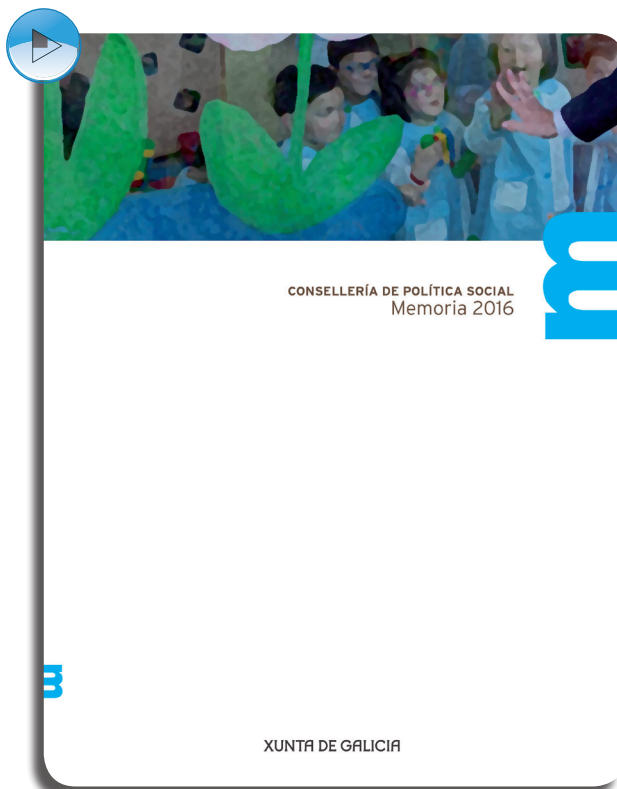 CONSELLERÍA DE POLÍTICA SOCIAL
Memoria 2016
m
m
XUNTA DE GALICIA